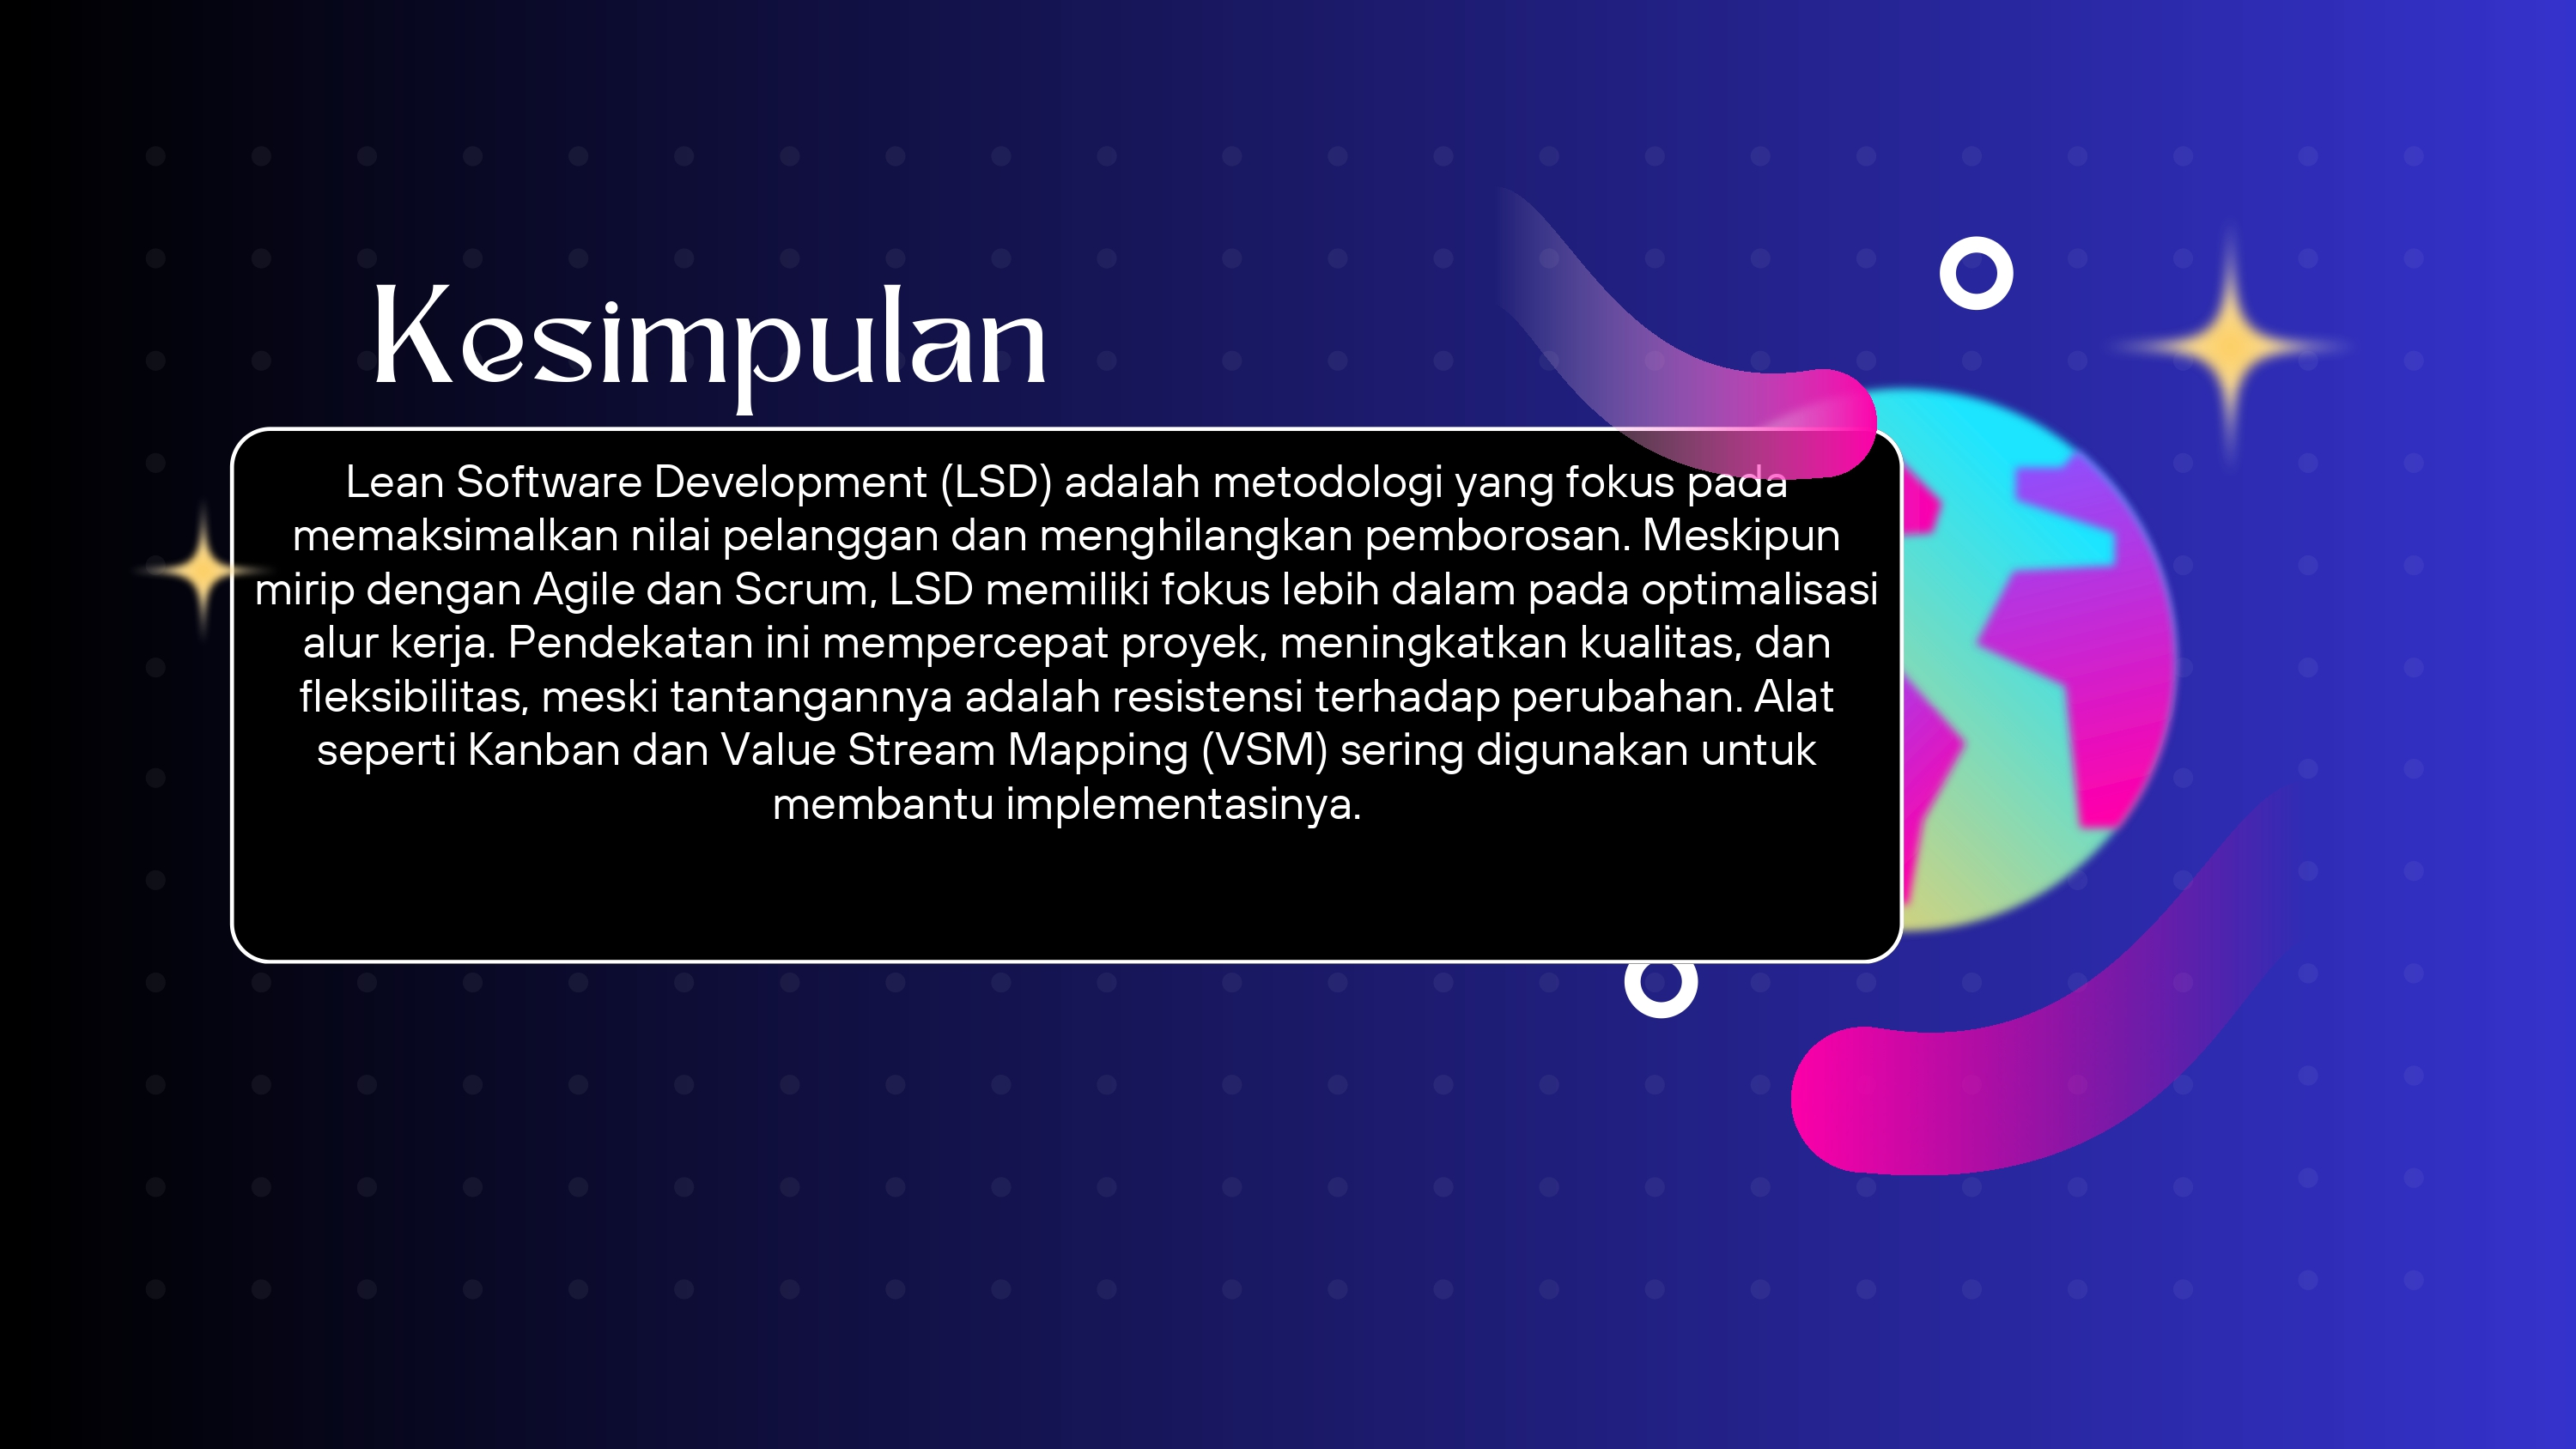 Kesimpulan
Lean Software Development (LSD) adalah metodologi yang fokus pada
memaksimalkan nilai pelanggan dan menghilangkan pemborosan. Meskipun
mirip dengan Agile dan Scrum, LSD memiliki fokus lebih dalam pada optimalisasi
alur kerja. Pendekatan ini mempercepat proyek, meningkatkan kualitas, dan
fleksibilitas, meski tantangannya adalah resistensi terhadap perubahan. Alat
seperti Kanban dan Value Stream Mapping (VSM) sering digunakan untuk
membantu implementasinya.